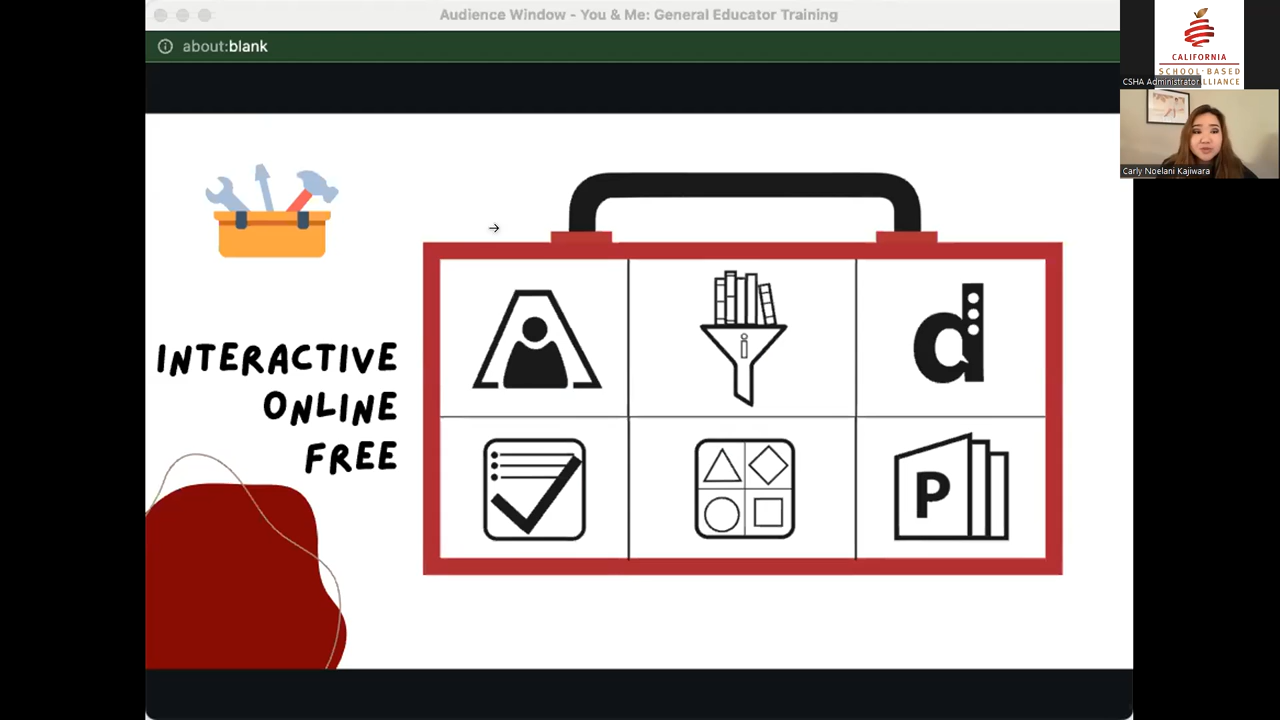 Audience Window - You & Me: General Educator Training
about:blank
INTERACTIVE
ONLINE
FREE
i
d
P
CALIFORNIA
SCHOOL-BASED
LLIANCE
CSHA Administrator
Carly Noelani Kajiwara